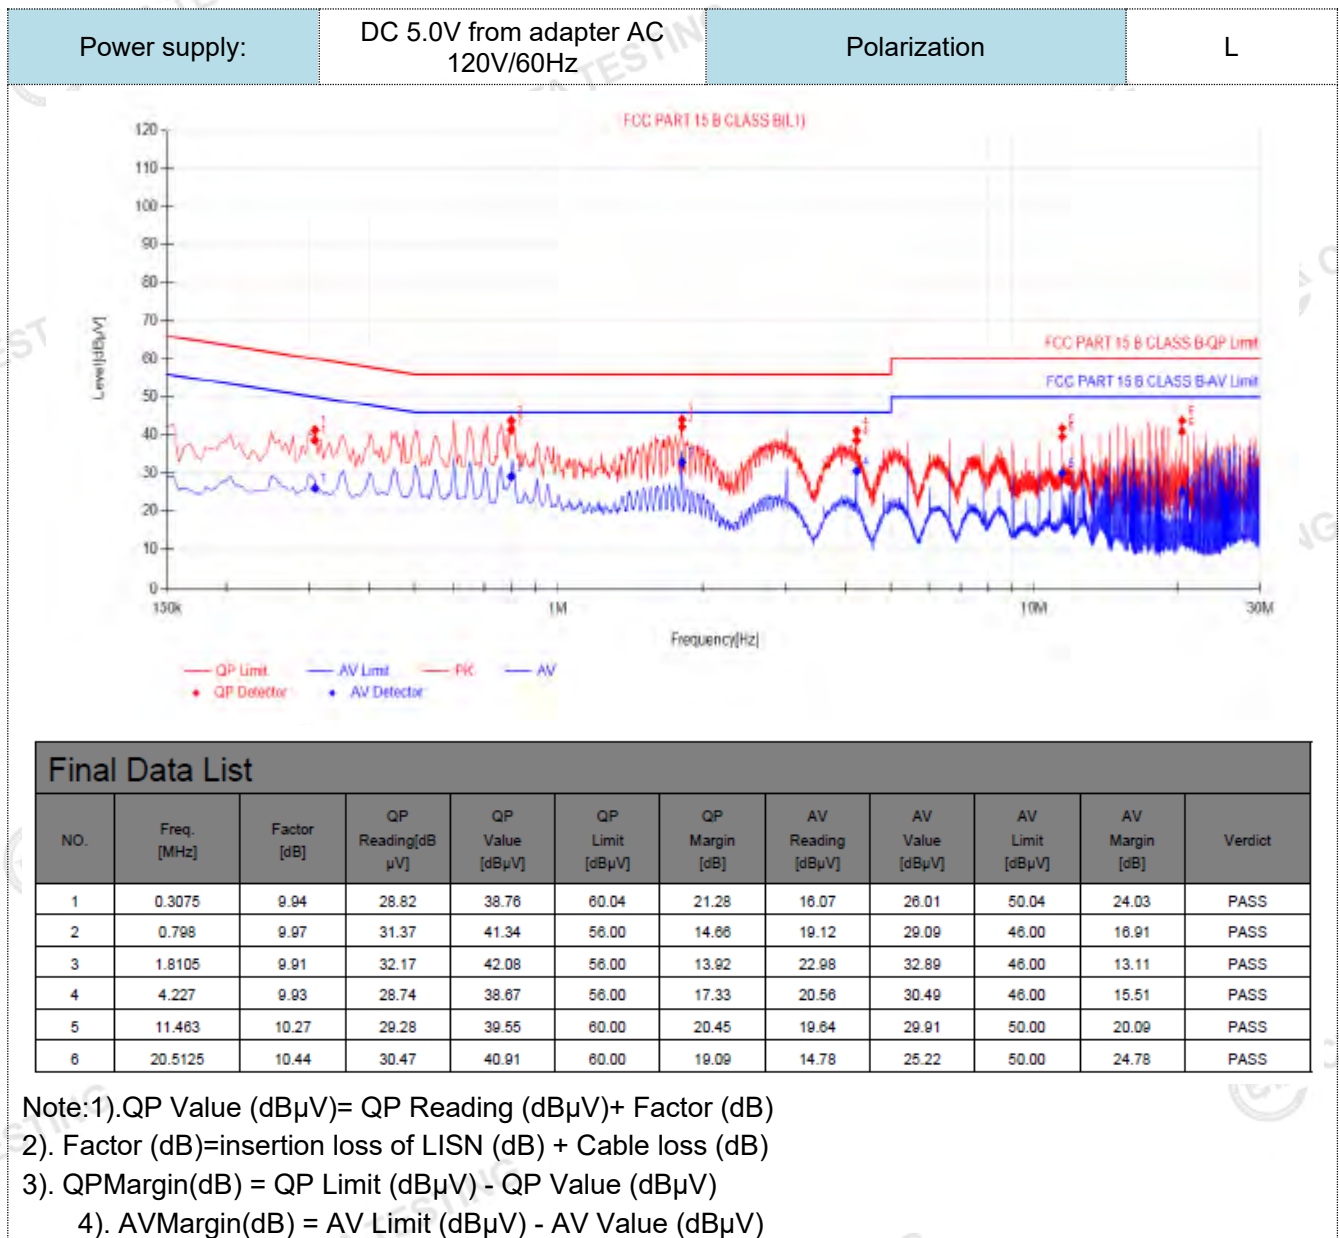 Power supply:
DC 5.0V from adapter AC
120V/60Hz
Polarization
L
FCC PART 15 B CLASS B(L1)
120
110
100
90
80
70
60
50
40
30
20
10
0
Level[dBµV]
FCC PART 15 B CLASS B-QP Limit
FCC PART 15 B CLASS B-AV Limit
150k
1M
10M
30M
Frequency[Hz]
QP Limit AV Limit PK AV
QP Detector AV Detector
Final Data List
NO. Freq. [MHz] Factor [dB] QP Reading[dB µV] QP Value [dBµV] QP Limit [dBµV] QP Margin [dB] AV Reading [dBµV] AV Value [dBµV] AV Limit [dBµV] AV Margin [dB] Verdict
1 0.3075 9.94 28.82 38.76 60.04 21.28 16.07 26.01 50.04 24.03 PASS
2 0.798 9.97 31.37 41.34 56.00 14.66 19.12 29.09 46.00 16.91 PASS
3 1.8105 9.91 32.17 42.08 56.00 13.92 22.98 32.89 46.00 13.11 PASS
4 4.227 9.93 28.74 38.67 56.00 17.33 20.56 30.49 46.00 15.51 PASS
5 11.463 10.27 29.28 39.55 60.00 20.45 19.64 29.91 50.00 20.09 PASS
6 20.5125 10.44 30.47 40.91 60.00 19.09 14.78 25.22 50.00 24.78 PASS
Note:1).QP Value (dBµV)= QP Reading (dBµV)+ Factor (dB)
2). Factor (dB)=insertion loss of LISN (dB) + Cable loss (dB)
3). QPMargin(dB) = QP Limit (dBµV) - QP Value (dBµV)
4). AVMargin(dB) = AV Limit (dBµV) - AV Value (dBµV)